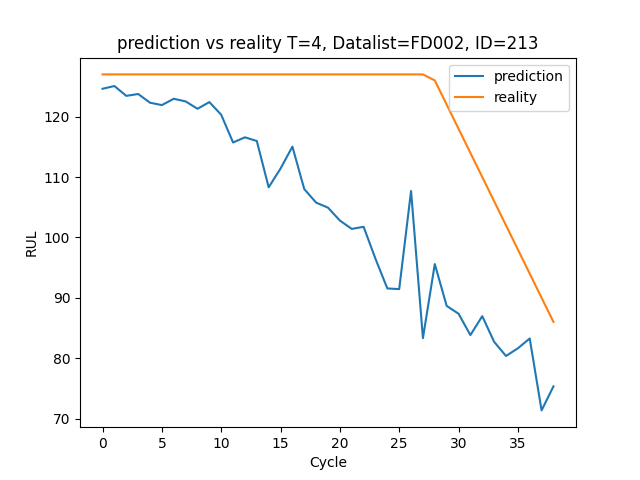 prediction vs reality T=4, Datalist=FD002, ID=213
prediction
reality
RUL
120
110
100
90
80
70
0 5 10 15 20 25 30 35
Cycle